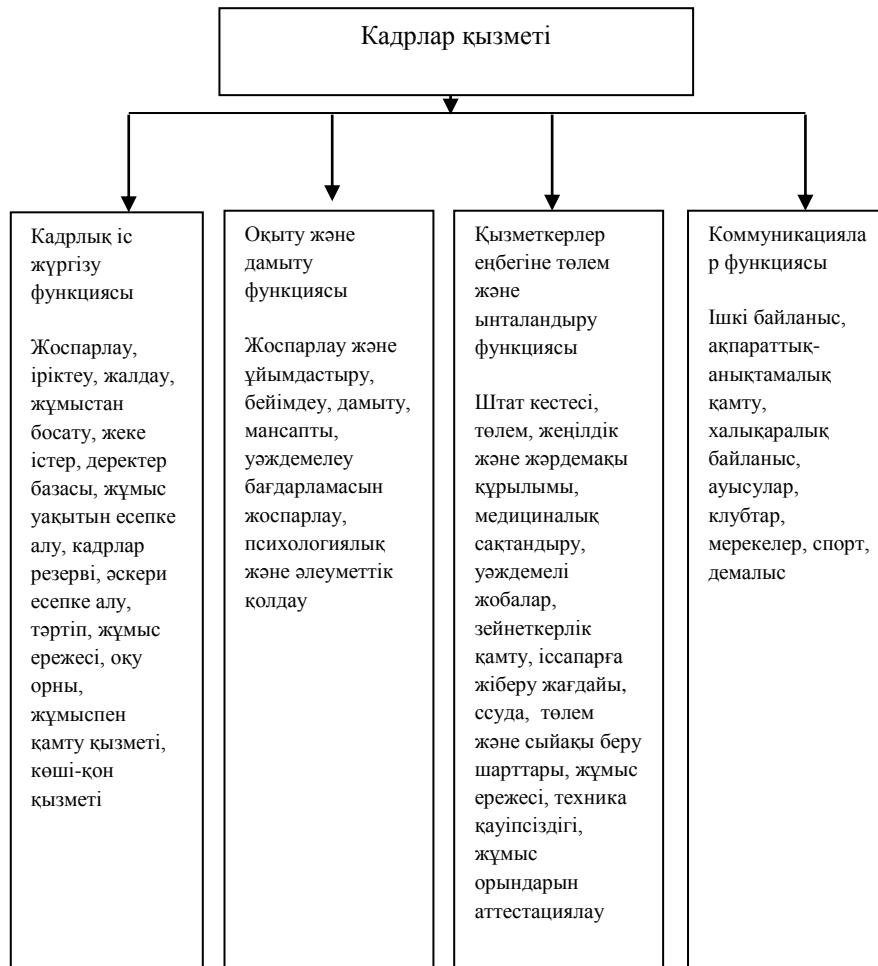 Кадрлар қызметі
Кадрлық іс
жүргізу
функциясы
Жоспарлау,
іріктеу, жалдау,
жұмыстан
босату, жеке
істер, деректер
базасы, жұмыс
уақытын есепке
алу, кадрлар
резерві, әскери
есепке алу,
тәртіп, жұмыс
ережесі, оқу
орны,
жұмыспен
қамту қызметі,
көші-қон
қызметі
Оқыту және
дамыту
функциясы
Жоспарлау және
ұйымдастыру,
бейімдеу, дамыту,
мансапты,
уәждемелеу
бағдарламасын
жоспарлау,
психологиялық
және әлеуметтік
қолдау
Қызметкерлер
еңбегіне төлем
және
ынталандыру
функциясы
Штат кестесі,
төлем, жеңілдік
және жәрдемақы
құрылымы,
медициналық
сақтандыру,
уәждемелі
жобалар,
зейнеткерлік
қамту, іссапарға
жіберу жағдайы,
ссуда, төлем
және сыйақы беру
шарттары, жұмыс
ережесі, техника
қауіпсіздігі,
жұмыс
орындарын
аттестациялау
Коммуникацияла
р функциясы
Ішкі байланыс,
ақпараттық-
анықтамалық
қамту,
халықаралық
байланыс,
ауысулар,
клубтар,
мерекелер, спорт,
демалыс